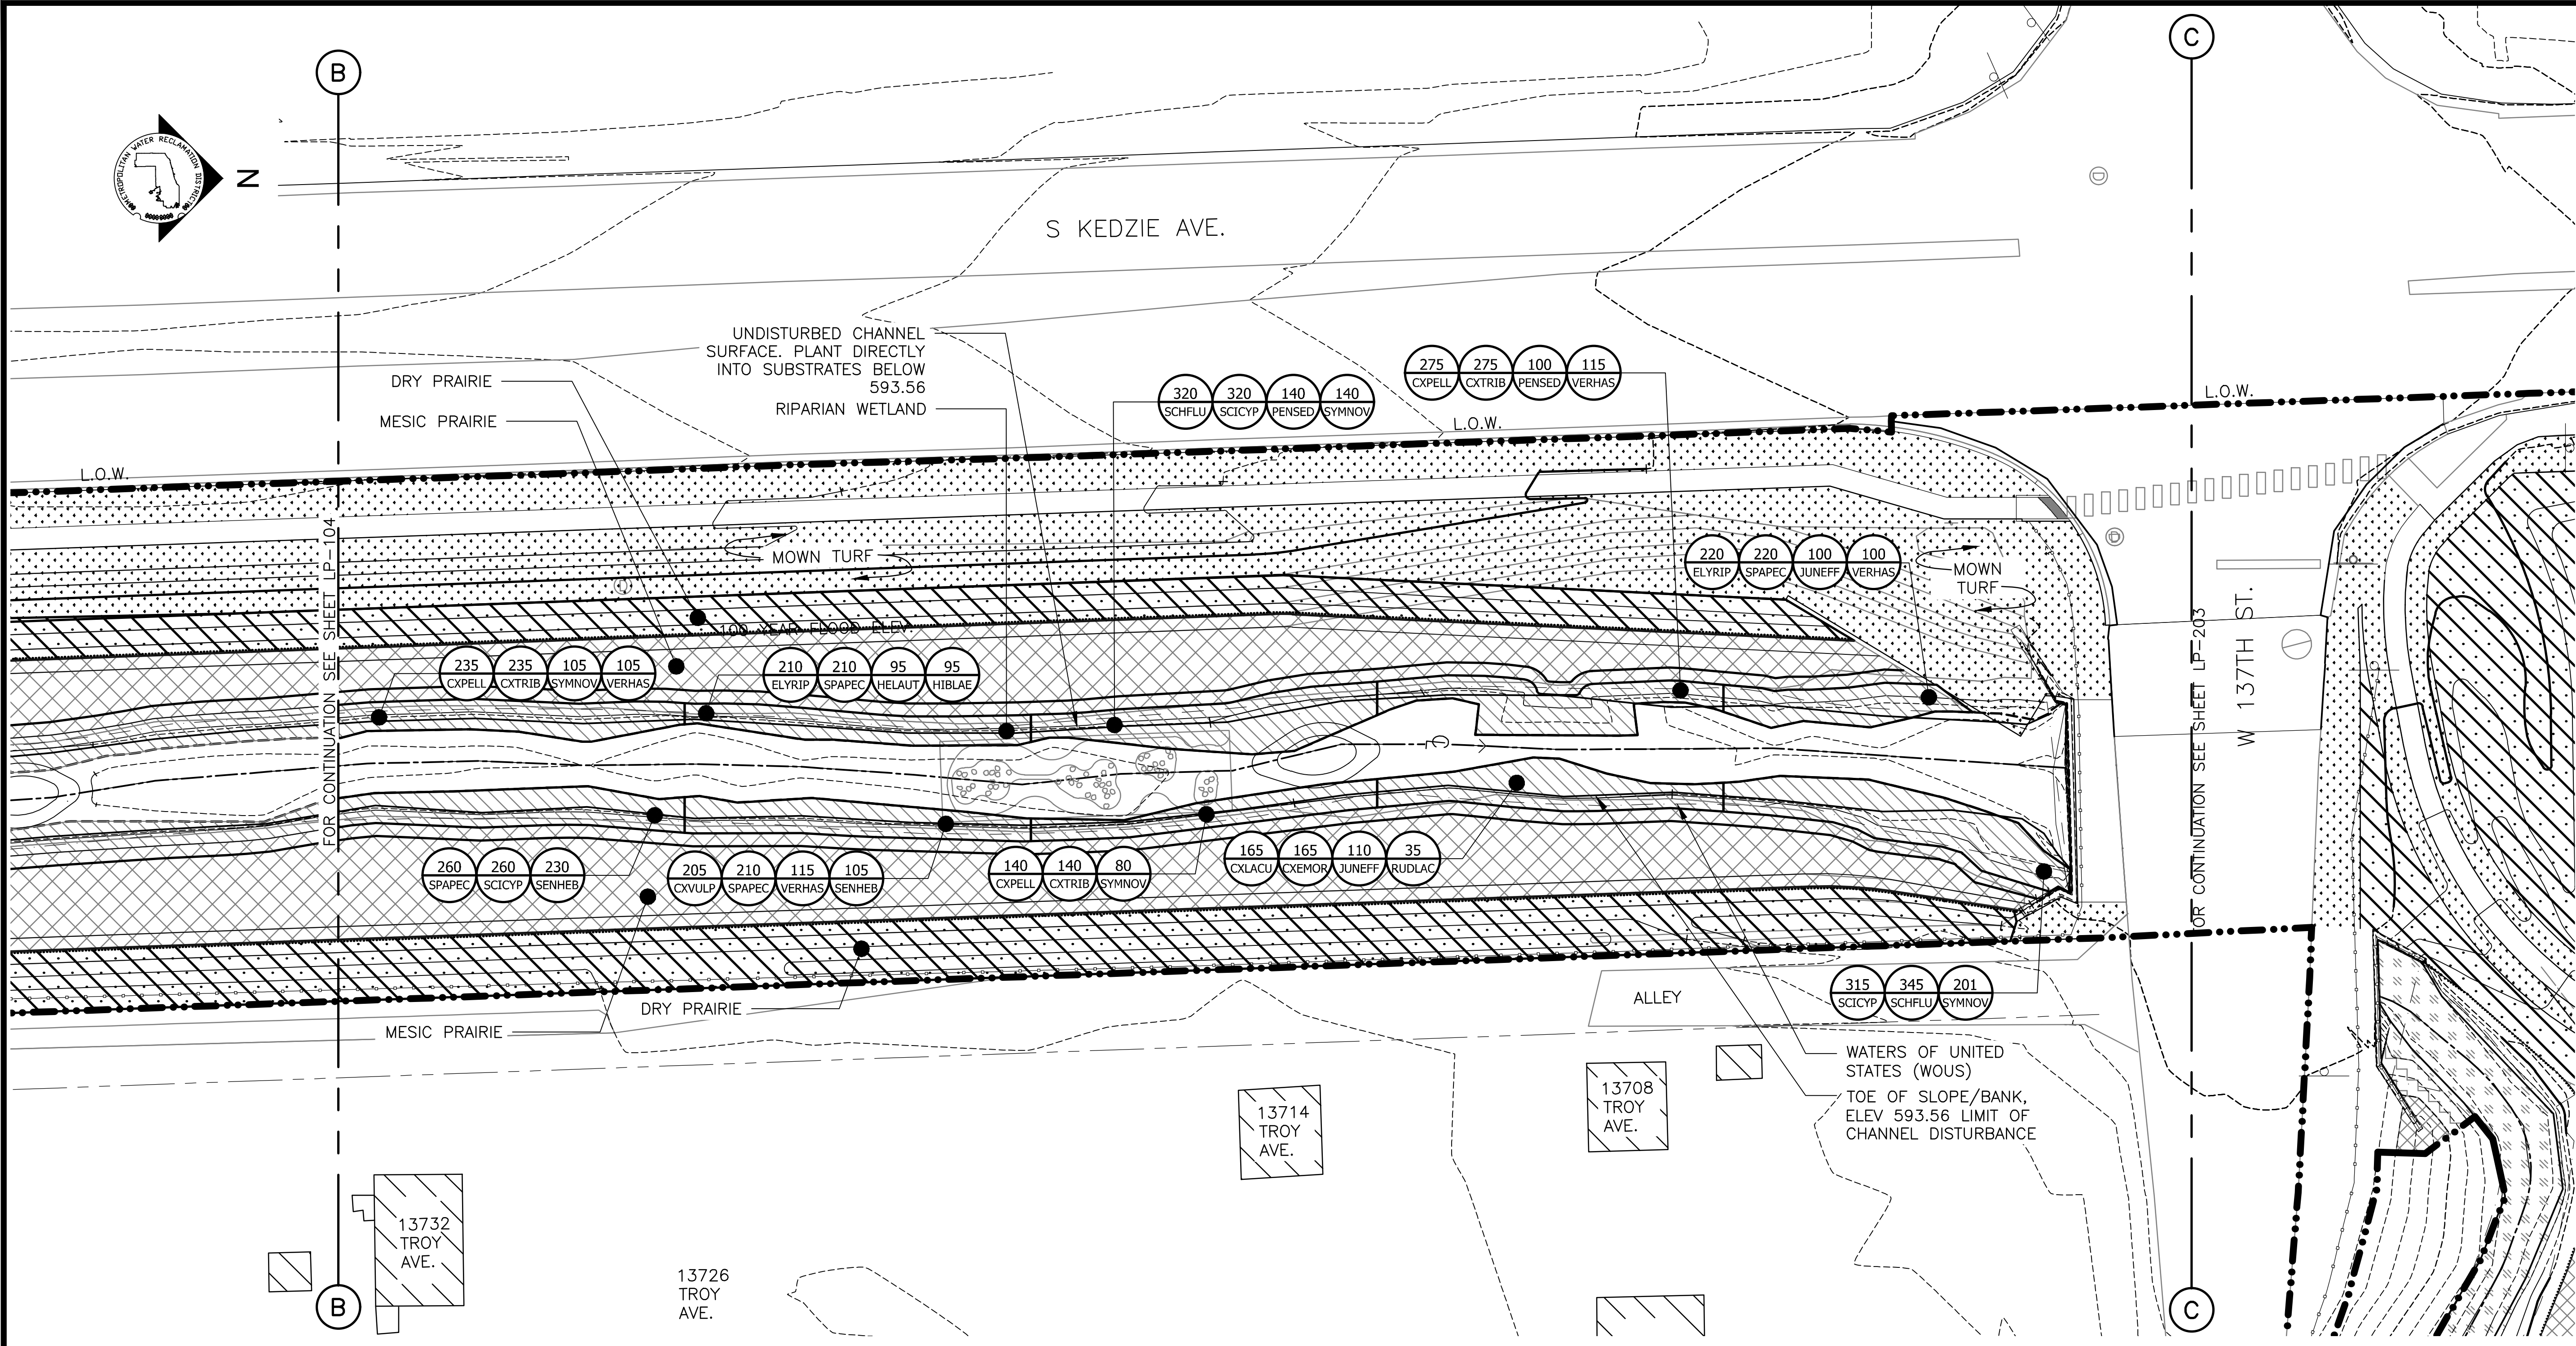 B
C
METROPOLITAN WATER RECLAMATION DISTRICT
N
S KEDZIE AVE.
UNDISTURBED CHANNEL
SURFACE. PLANT DIRECTLY
INTO SUBSTRATES BELOW
593.56
RIPARIAN WETLAND
DRY PRAIRIE
MESIC PRAIRIE
275 CXPELL 275 CXTRIB 100 PENSED 115 VERHAS
320 SCHFLU 320 SCICYP 140 PENSED 140 SYMNOV
L.O.W.
L.O.W.
L.O.W.
MOWN TURF
220 ELYRIP 220 SPAPEC 100 JUNEFF 100 VERHAS
MOWN
TURF
100 YEAR FLOOD ELEV.
235 CXPELL 235 CXTRIB 105 SYMNOV 105 VERHAS
210 ELYRIP 210 SPAPEC 95 HELAUT 95 HIBLAE
FOR CONTINUATION SEE SHEET LP-104
OR CONTINUATION SEE SHEET LP-203
W 137TH ST.
CL
260 SPAPEC 260 SCICYP 230 SENHEB
205 CXVULP 210 SPAPEC 115 VERHAS 105 SENHEB
140 CXPELL 140 CXTRIB 80 SYMNOV
165 CXLACU 165 CXEMOR 110 JUNEFF 35 RUDLAC
315 SCICYP 345 SCHFLU 201 SYMNOV
ALLEY
DRY PRAIRIE
MESIC PRAIRIE
WATERS OF UNITED
STATES (WOUS)
TOE OF SLOPE/BANK,
ELEV 593.56 LIMIT OF
CHANNEL DISTURBANCE
13714
TROY
AVE.
13708
TROY
AVE.
13732
TROY
AVE.
13726
TROY
AVE.
B
C